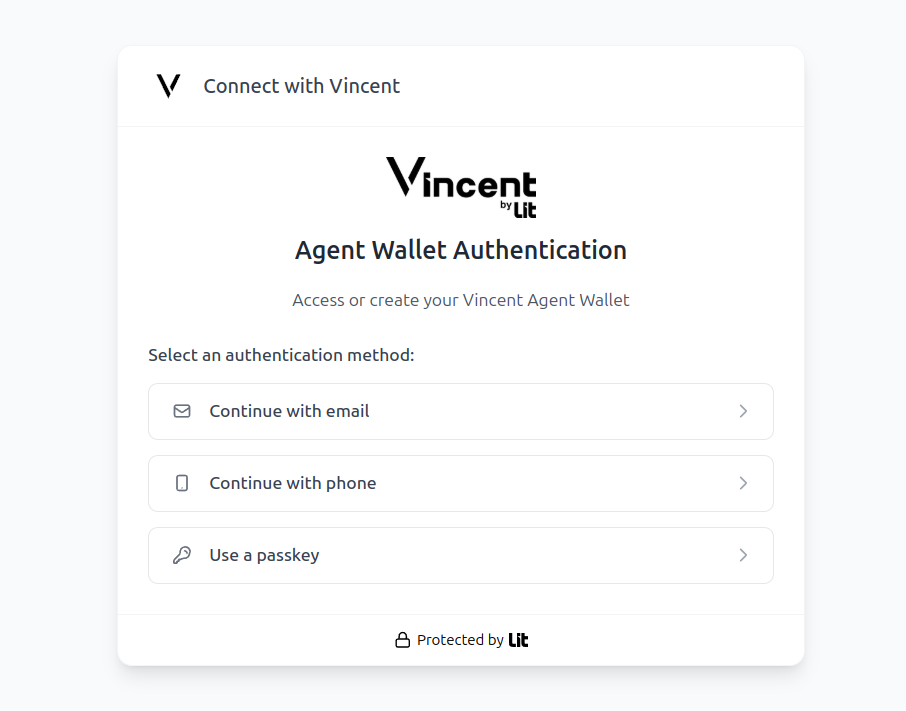 Connect with Vincent
Vincent
by Lit
Agent Wallet Authentication
Access or create your Vincent Agent Wallet
Select an authentication method:
Continue with email
Continue with phone
Use a passkey
Protected by Lit